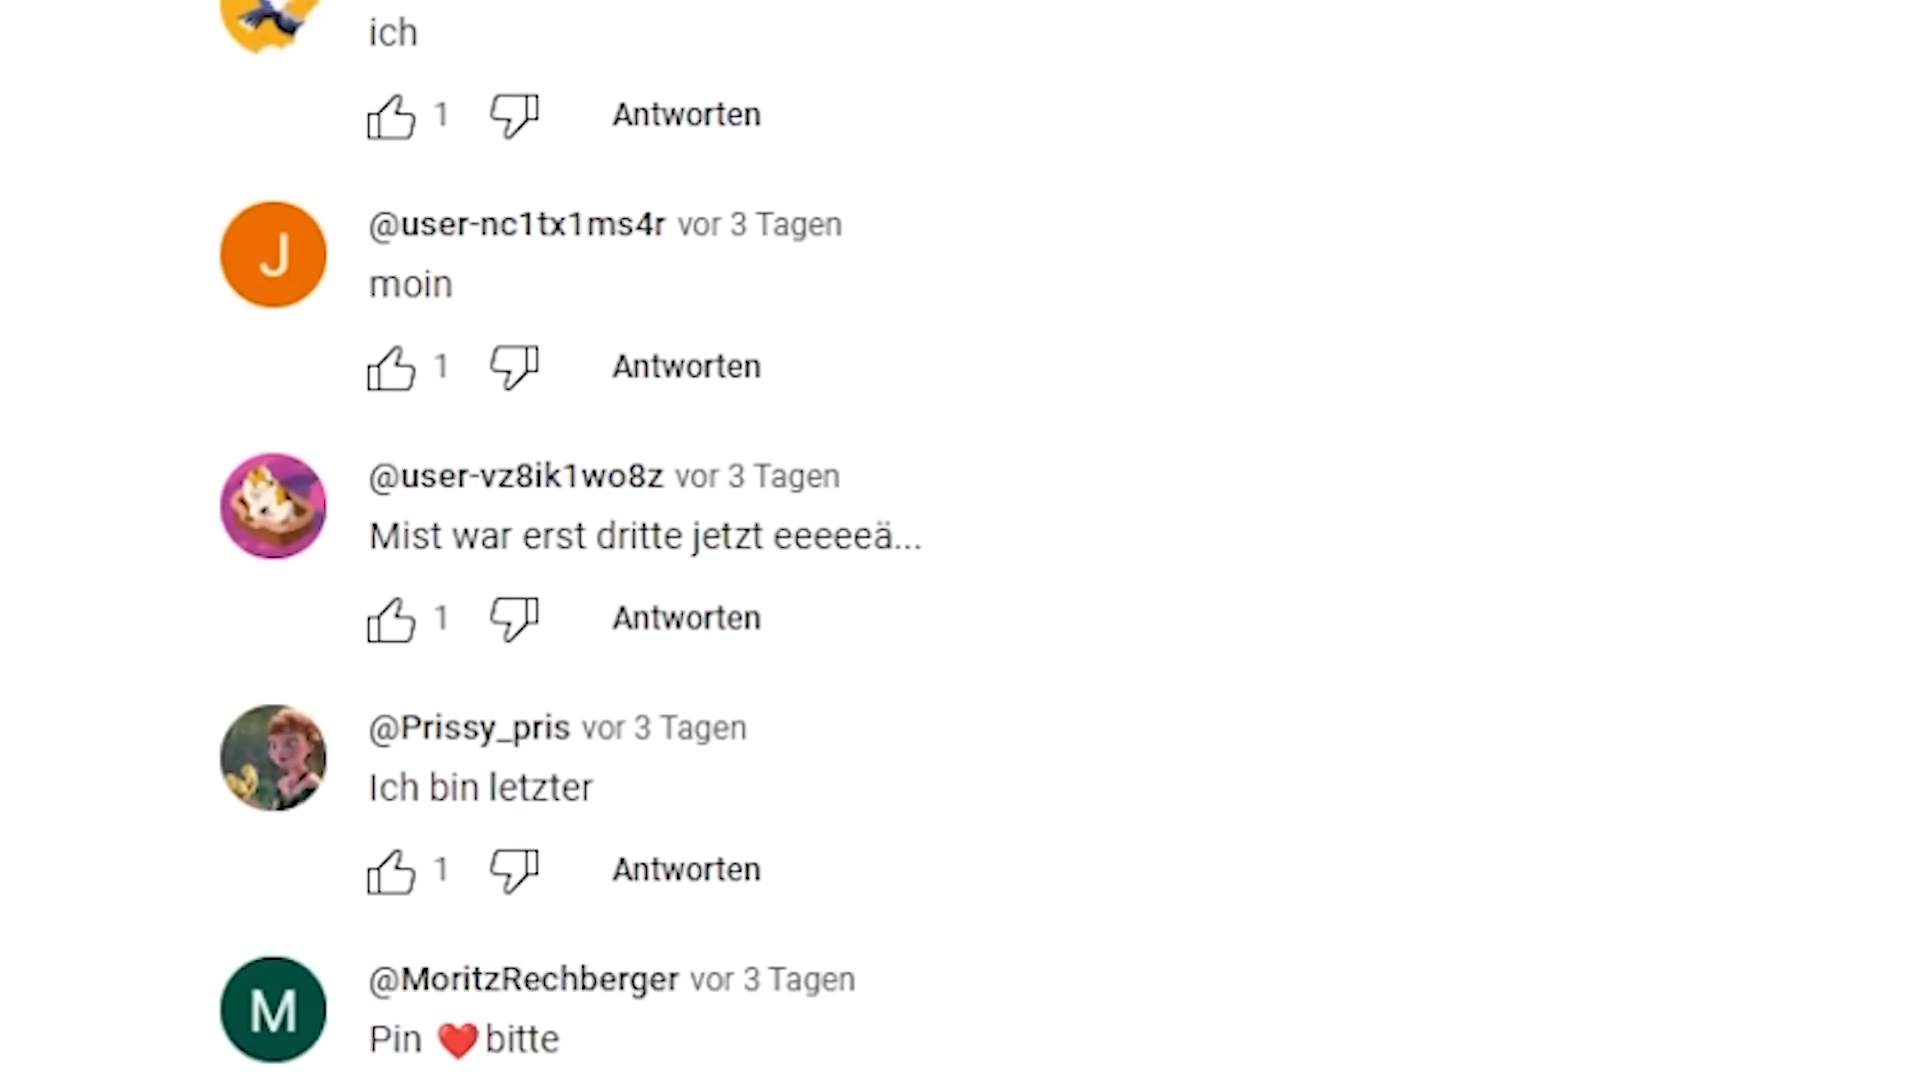 ich
1 Antworten
J
@user-nc1tx1ms4r vor 3 Tagen
moin
1 Antworten
@user-vz8ik1wo8z vor 3 Tagen
Mist war erst dritte jetzt eeeeeä...
1 Antworten
@Prissy_pris vor 3 Tagen
Ich bin letzter
1 Antworten
M
@MoritzRechberger vor 3 Tagen
Pin ❤️ bitte